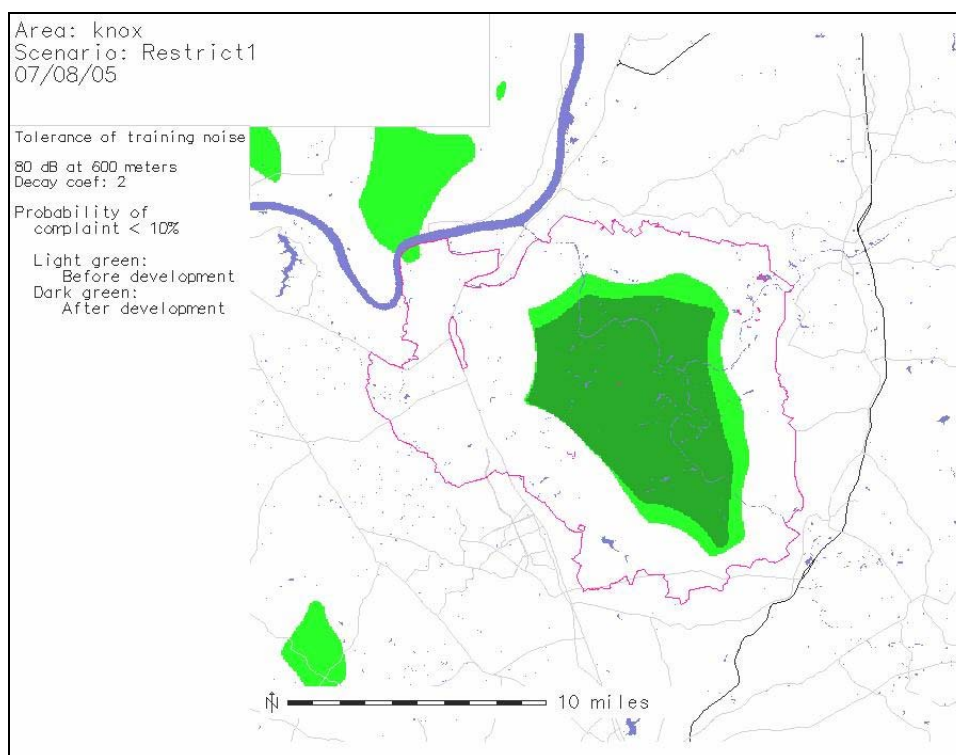 Area: knox
Scenario: Restrict1
07/08/05
Tolerance of training noise
80 dB at 600 meters
Decay coef: 2
Probability of
complaint < 10%
Light green:
Before development
Dark green:
After development
N
10 miles